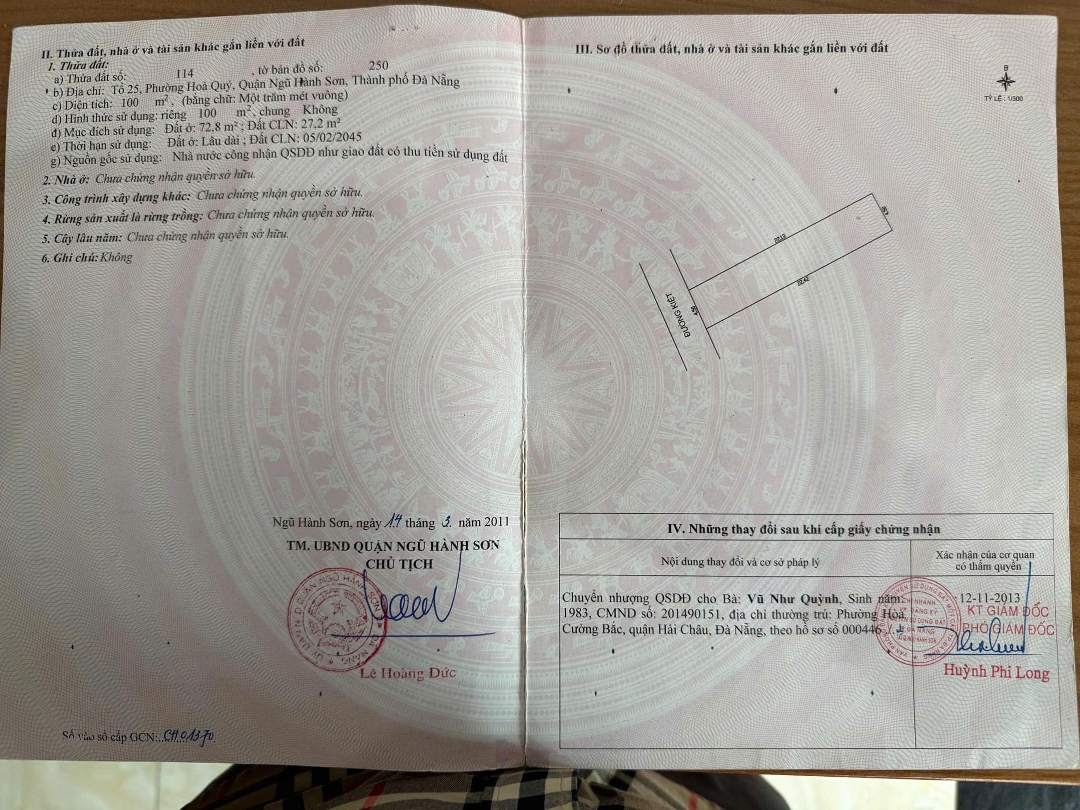 II. Thửa đất, nhà ở và tài sản khác gắn liền với đất
1. Thửa đất:
a) Thửa đất số: 114 , tờ bản đồ số: 250
b) Địa chỉ: Tổ 25, Phường Hoà Quý, Quận Ngũ Hành Sơn, Thành phố Đà Nẵng
c) Diện tích: 100 m², (bằng chữ: Một trăm mét vuông)
d) Hình thức sử dụng: riêng 100 m², chung Không
đ) Mục đích sử dụng: Đất ở: 72,8 m² ; Đất CLN: 27,2 m²
e) Thời hạn sử dụng: Đất ở: Lâu dài ; Đất CLN: 05/02/2045
g) Nguồn gốc sử dụng: Nhà nước công nhận QSDĐ như giao đất có thu tiền sử dụng đất
2. Nhà ở: Chưa chứng nhận quyền sở hữu.
3. Công trình xây dựng khác: Chưa chứng nhận quyền sở hữu.
4. Rừng sản xuất là rừng trồng: Chưa chứng nhận quyền sở hữu.
5. Cây lâu năm: Chưa chứng nhận quyền sở hữu.
6. Ghi chú: Không
Ngũ Hành Sơn, ngày 14 tháng 3 năm 2011
TM. UBND QUẬN NGŨ HÀNH SƠN
CHỦ TỊCH
Lê Hoàng Đức
Số vào sổ cấp GCN: CH01370
III. Sơ đồ thửa đất, nhà ở và tài sản khác gắn liền với đất
B
TỶ LỆ : 1/300
ĐƯỜNG KIỆT
22,42
IV. Những thay đổi sau khi cấp giấy chứng nhận
Nội dung thay đổi và cơ sở pháp lý
Xác nhận của cơ quan
có thẩm quyền
Chuyển nhượng QSDĐ cho Bà: Vũ Như Quỳnh, Sinh năm
1983, CMND số: 201490151, địa chỉ thường trú: Phường Hòa
Cường Bắc, quận Hải Châu, Đà Nẵng, theo hồ sơ số 000446./.
12-11-2013
KT GIÁM ĐỐC
PHÓ GIÁM ĐỐC
Huỳnh Phi Long